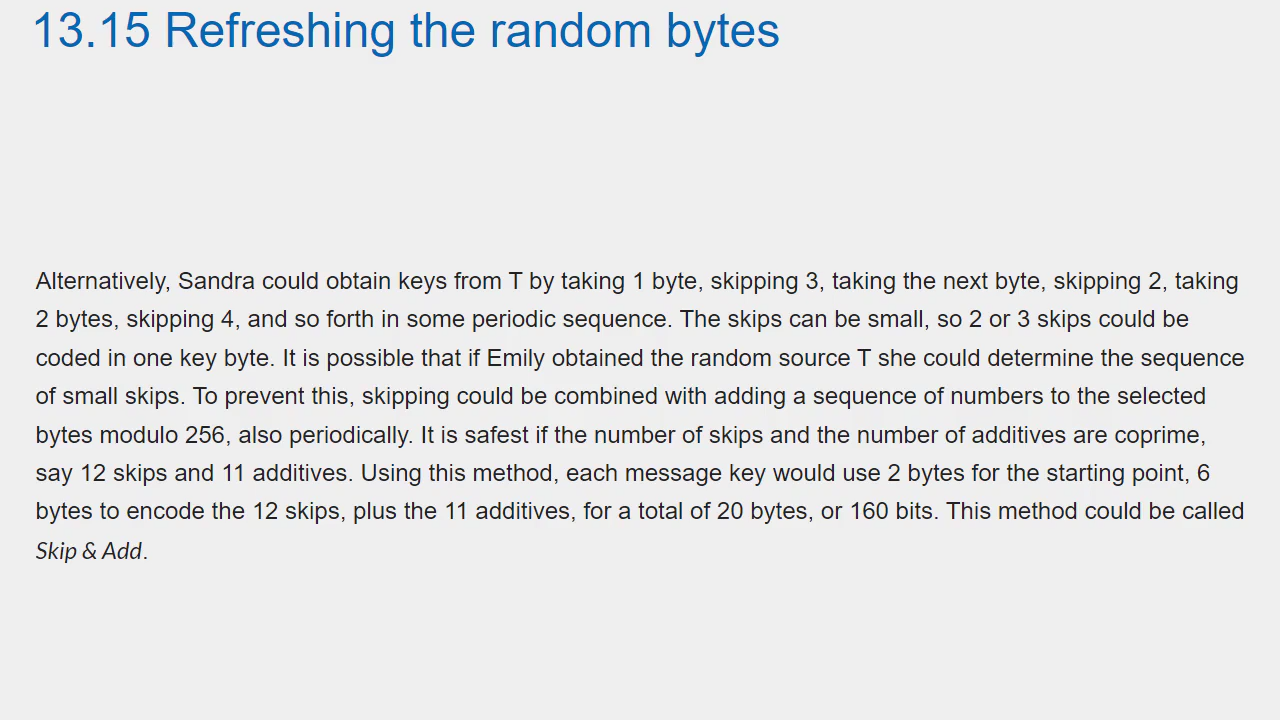 13.15 Refreshing the random bytes
Alternatively, Sandra could obtain keys from T by taking 1 byte, skipping 3, taking the next byte, skipping 2, taking
2 bytes, skipping 4, and so forth in some periodic sequence. The skips can be small, so 2 or 3 skips could be
coded in one key byte. It is possible that if Emily obtained the random source T she could determine the sequence
of small skips. To prevent this, skipping could be combined with adding a sequence of numbers to the selected
bytes modulo 256, also periodically. It is safest if the number of skips and the number of additives are coprime,
say 12 skips and 11 additives. Using this method, each message key would use 2 bytes for the starting point, 6
bytes to encode the 12 skips, plus the 11 additives, for a total of 20 bytes, or 160 bits. This method could be called
Skip & Add.